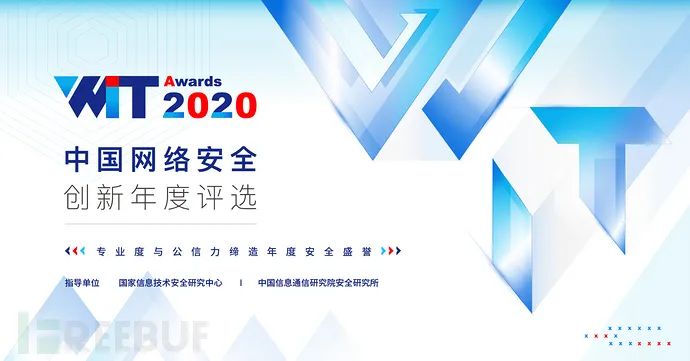 WIT Awards
2020
中国网络安全
创新年度评选
专业度与公信力缔造年度安全盛誉
指导单位 国家信息技术安全研究中心 | 中国信息通信研究院安全研究所
WIT
FREEBUF